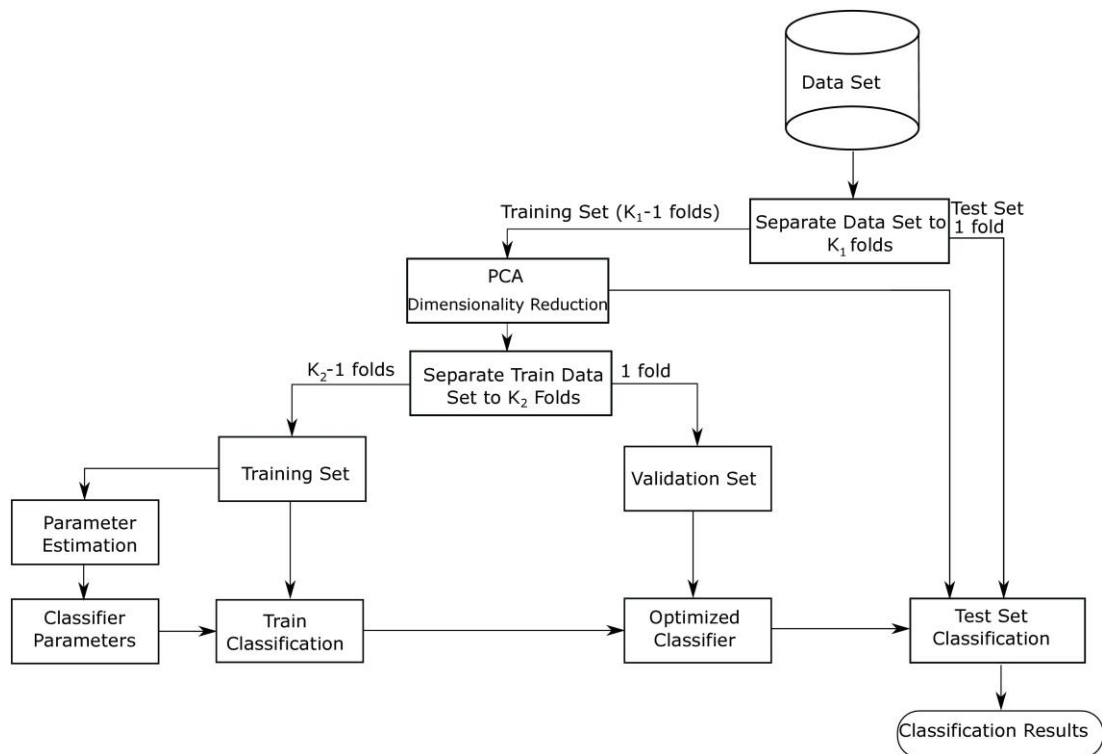 Data Set
Training Set (K₁-1 folds)
Separate Data Set to
K₁ folds
Test Set
1 fold
PCA
Dimensionality Reduction
K₂-1 folds
Separate Train Data
Set to K₂ Folds
1 fold
Training Set
Validation Set
Parameter
Estimation
Classifier
Parameters
Train
Classification
Optimized
Classifier
Test Set
Classification
Classification Results